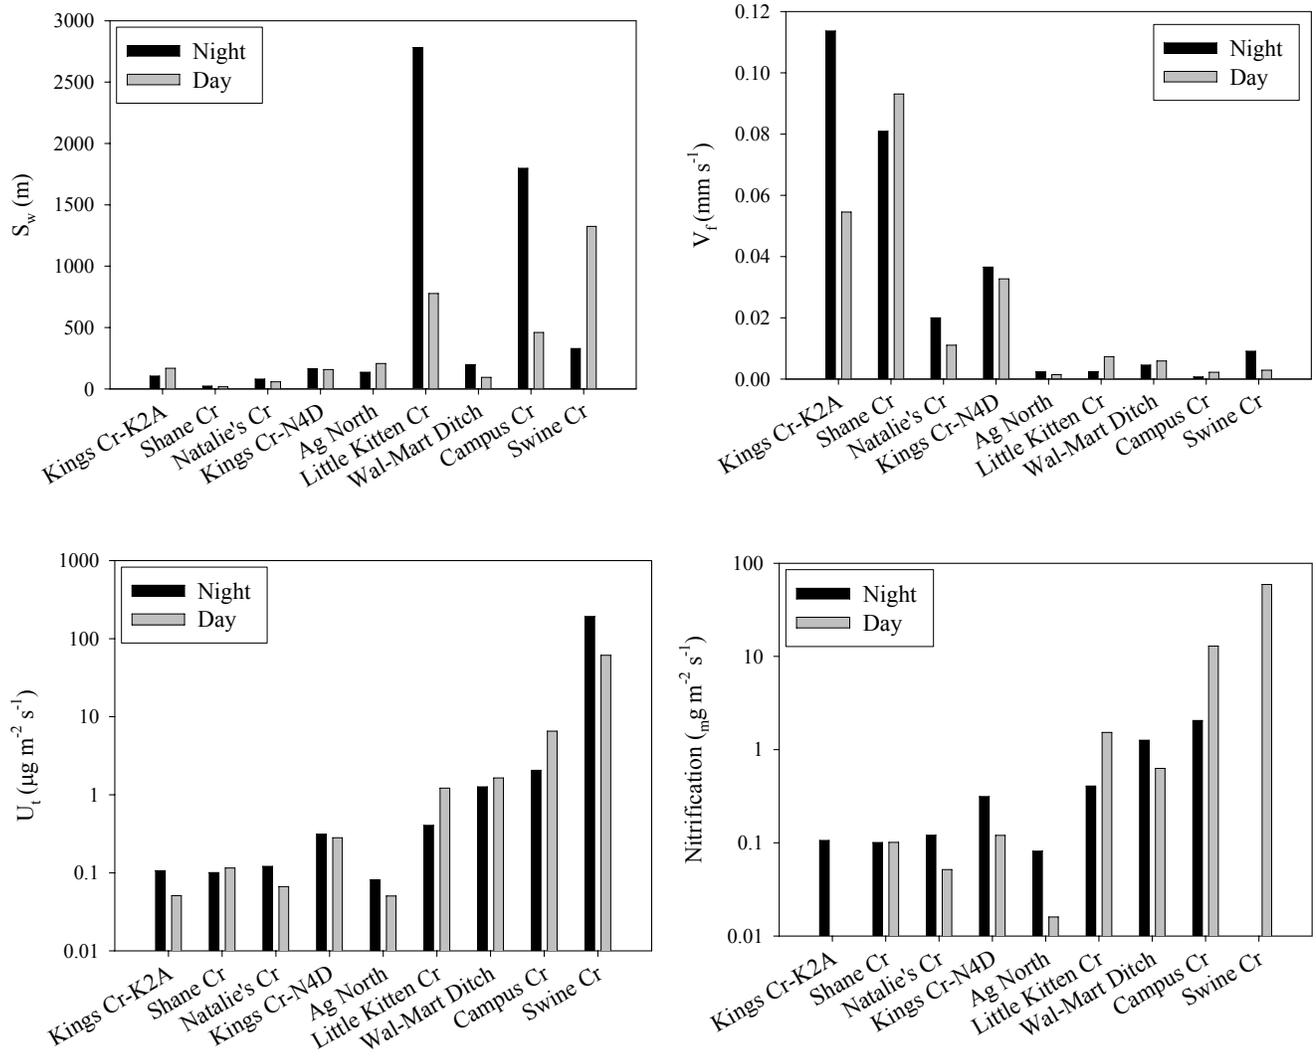 3000
2500
2000
1500
1000
500
0
S_w (m)
Night
Day
Kings Cr-K2A
Shane Cr
Natalie's Cr
Kings Cr-N4D
Ag North
Little Kitten Cr
Wal-Mart Ditch
Campus Cr
Swine Cr
0.12
0.10
0.08
0.06
0.04
0.02
0.00
V_f (mm s^-1)
Night
Day
Kings Cr-K2A
Shane Cr
Natalie's Cr
Kings Cr-N4D
Ag North
Little Kitten Cr
Wal-Mart Ditch
Campus Cr
Swine Cr
1000
100
10
1
0.1
0.01
U_t (µg m^-2 s^-1)
Night
Day
Kings Cr-K2A
Shane Cr
Natalie's Cr
Kings Cr-N4D
Ag North
Little Kitten Cr
Wal-Mart Ditch
Campus Cr
Swine Cr
100
10
1
0.1
0.01
Nitrification (_mg m^-2 s^-1)
Night
Day
Kings Cr-K2A
Shane Cr
Natalie's Cr
Kings Cr-N4D
Ag North
Little Kitten Cr
Wal-Mart Ditch
Campus Cr
Swine Cr